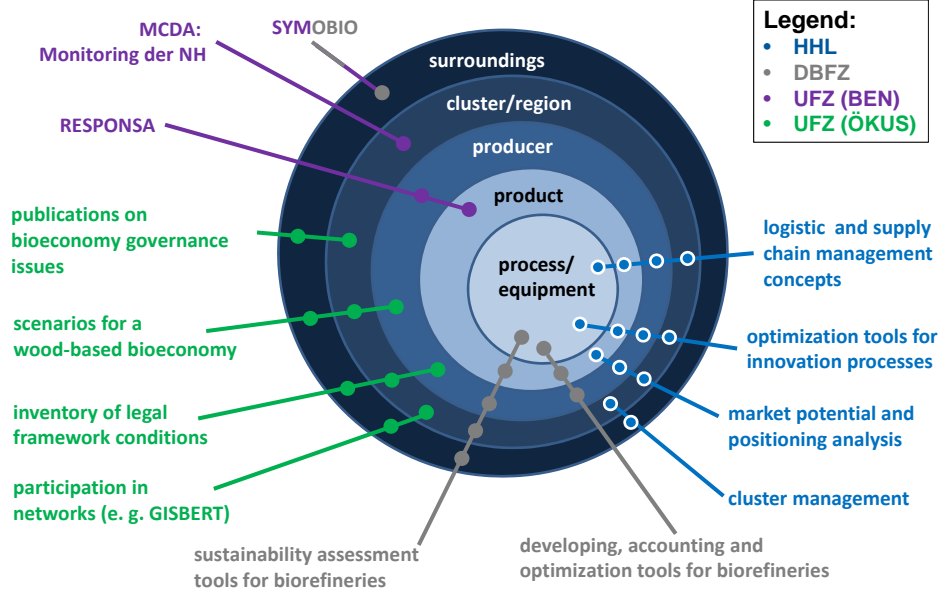 MCDA:
Monitoring der NH
SYMOBIO
RESPONSA
publications on
bioeconomy governance
issues
scenarios for a
wood-based bioeconomy
inventory of legal
framework conditions
participation in
networks (e. g. GISBERT)
sustainability assessment
tools for biorefineries
developing, accounting and
optimization tools for biorefineries
surroundings
cluster/region
producer
product
process/
equipment
Legend:
• HHL
• DBFZ
• UFZ (BEN)
• UFZ (ÖKUS)
logistic and supply
chain management
concepts
optimization tools for
innovation processes
market potential and
positioning analysis
cluster management